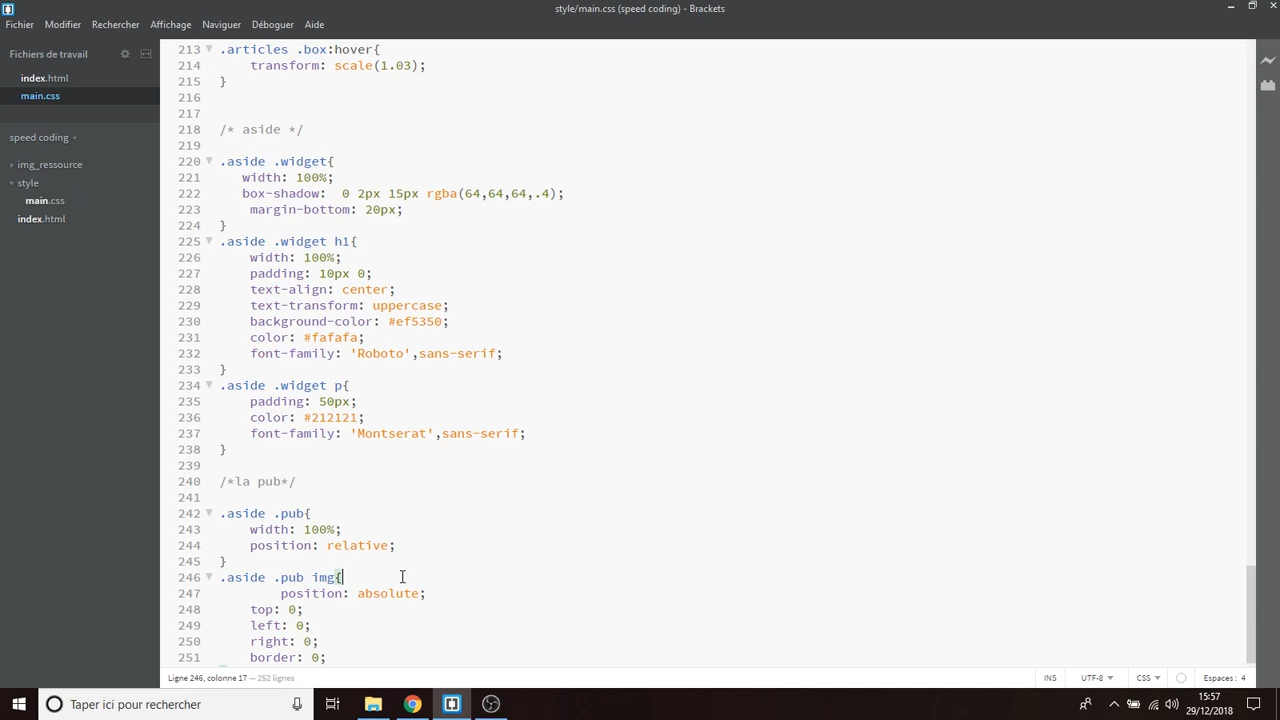 style/main.css (speed coding) - Brackets
Fichier Modifier Rechercher Affichage Naviguer Déboguer Aide
Fichiers de travail
index.html
main.css
speed coding
img_ressource
style
main.css
index.html
213 .articles .box:hover{
214 transform: scale(1.03);
215 }
216
217
218 /* aside */
219
220 .aside .widget{
221 width: 100%;
222 box-shadow: 0 2px 15px rgba(64,64,64,.4);
223 margin-bottom: 20px;
224 }
225 .aside .widget h1{
226 width: 100%;
227 padding: 10px 0;
228 text-align: center;
229 text-transform: uppercase;
230 background-color: #ef5350;
231 color: #fafafa;
232 font-family: 'Roboto',sans-serif;
233 }
234 .aside .widget p{
235 padding: 50px;
236 color: #212121;
237 font-family: 'Montserat',sans-serif;
238 }
239
240 /*la pub*/
241
242 .aside .pub{
243 width: 100%;
244 position: relative;
245 }
246 .aside .pub img{
247 position: absolute;
248 top: 0;
249 left: 0;
250 right: 0;
251 border: 0;
Ligne 246, colonne 17 — 252 lignes
INS UTF-8 CSS Espaces: 4
Taper ici pour rechercher
15:57
29/12/2018